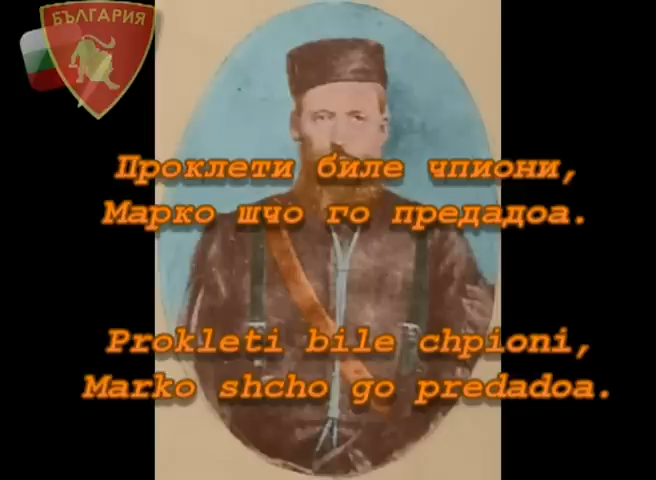 БЪЛГАРИЯ
Проклети биле чпиони,
Марко шчо го предадоа.
Prokleti bile chpioni,
Marko shcho go predadoa.